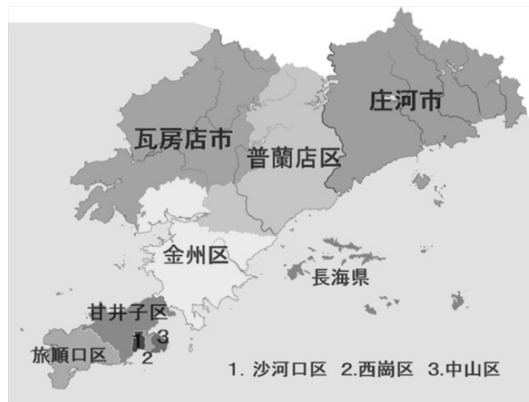 庄河市
瓦房店市
普蘭店区
金州区
長海県
甘井子区
1
3
旅順口区
2
1. 沙河口区 2.西崗区 3.中山区